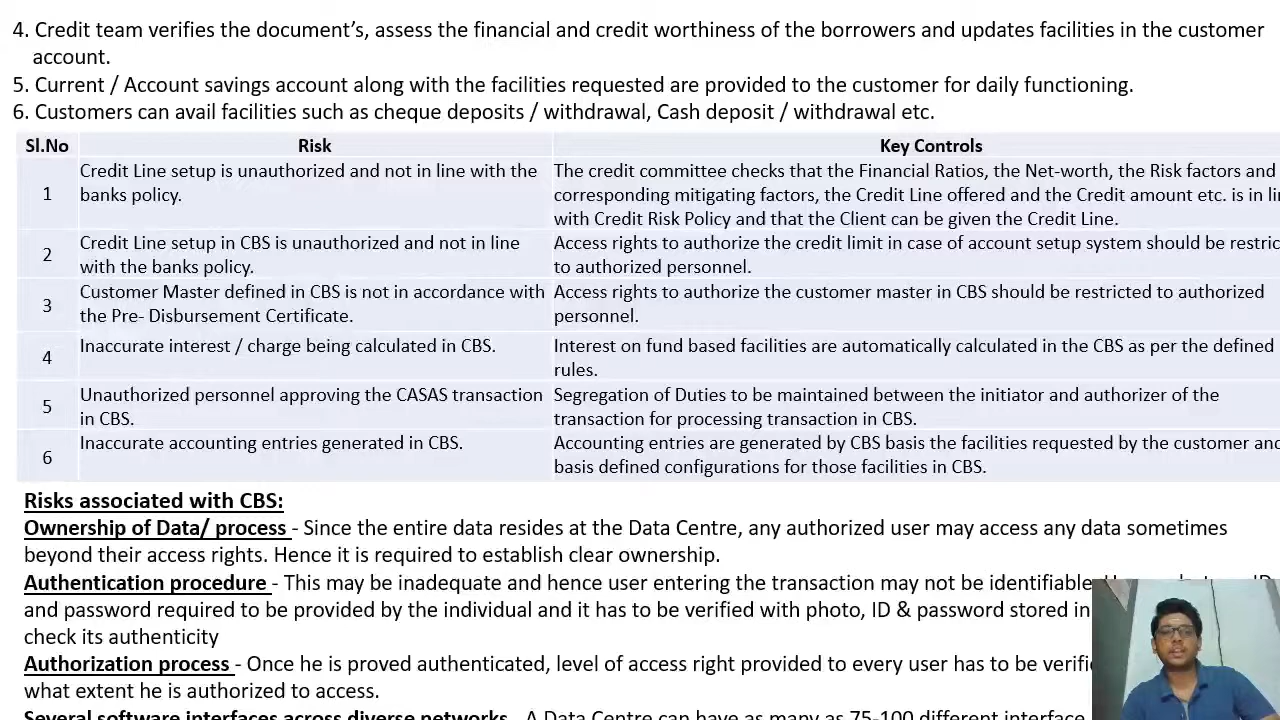 4. Credit team verifies the document's, assess the financial and credit worthiness of the borrowers and updates facilities in the customer
account.
5. Current / Account savings account along with the facilities requested are provided to the customer for daily functioning.
6. Customers can avail facilities such as cheque deposits / withdrawal, Cash deposit / withdrawal etc.
Sl.No Risk Key Controls
1 Credit Line setup is unauthorized and not in line with the banks policy. The credit committee checks that the Financial Ratios, the Net-worth, the Risk factors and
corresponding mitigating factors, the Credit Line offered and the Credit amount etc. is in
with Credit Risk Policy and that the Client can be given the Credit Line.
2 Credit Line setup in CBS is unauthorized and not in line
with the banks policy. Access rights to authorize the credit limit in case of account setup system should be
to authorized personnel.
3 Customer Master defined in CBS is not in accordance with
the Pre- Disbursement Certificate. Access rights to authorize the customer master in CBS should be restricted to authorized
personnel.
4 Inaccurate interest / charge being calculated in CBS. Interest on fund based facilities are automatically calculated in the CBS as per the defined
rules.
5 Unauthorized personnel approving the CASAS transaction
in CBS. Segregation of Duties to be maintained between the initiator and authorizer of the
transaction for processing transaction in CBS.
6 Inaccurate accounting entries generated in CBS. Accounting entries are generated by CBS basis the facilities requested by the customer and
basis defined configurations for those facilities in CBS.
Risks associated with CBS:
Ownership of Data/ process - Since the entire data resides at the Data Centre, any authorized user may access any data sometimes
beyond their access rights. Hence it is required to establish clear ownership.
Authentication procedure - This may be inadequate and hence user entering the transaction may not be identifiable
and password required to be provided by the individual and it has to be verified with photo, ID & password stored in
check its authenticity
Authorization process - Once he is proved authenticated, level of access right provided to every user has to be
what extent he is authorized to access.
Several software interfaces across diverse networks - A Data Centre can have as many as 75-100 different interface